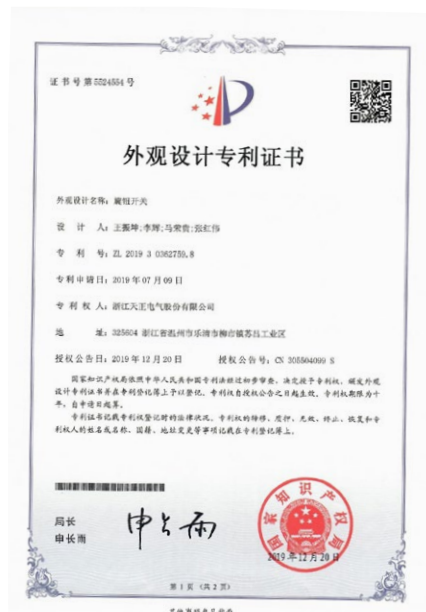 证书号第5524554号
外观设计专利证书
外观设计名称：旋钮开关
设计人：王振坤;李辉;马荣贵;张红伟
专利号：ZL 2019 3 0362759.8
专利申请日：2019年07月09日
专利权人：浙江天正电气股份有限公司
地址：325604 浙江省温州市乐清市柳市镇苏吕工业区
授权公告日：2019年12月20日 授权公告号：CN 305504099 S
国家知识产权局依照中华人民共和国专利法经过初步审查，决定授予专利权，颁发外观
设计专利证书并在专利登记簿上予以登记。专利权自授权公告之日起生效。专利权期限为十
年，自申请日起算。
专利证书记载专利权登记时的法律状况。专利权的转移、质押、无效、终止、恢复和专
利权人的姓名或名称、国籍、地址变更等事项记载在专利登记簿上。
局长
申长雨
申长雨
国家知识产权局
2019年12月20日
第 1 页 （共 2 页）